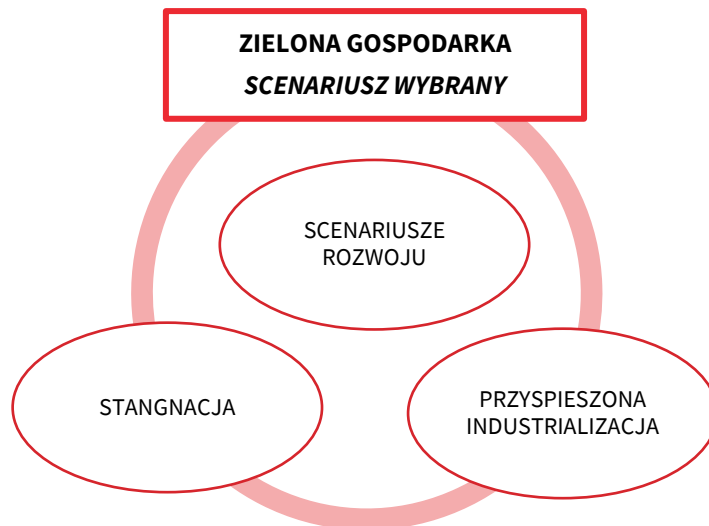 ZIELONA GOSPODARKA
SCENARIUSZ WYBRANY
SCENARIUSZE
ROZWOJU
STANGNACJA
PRZYSPIESZONA
INDUSTRIALIZACJA